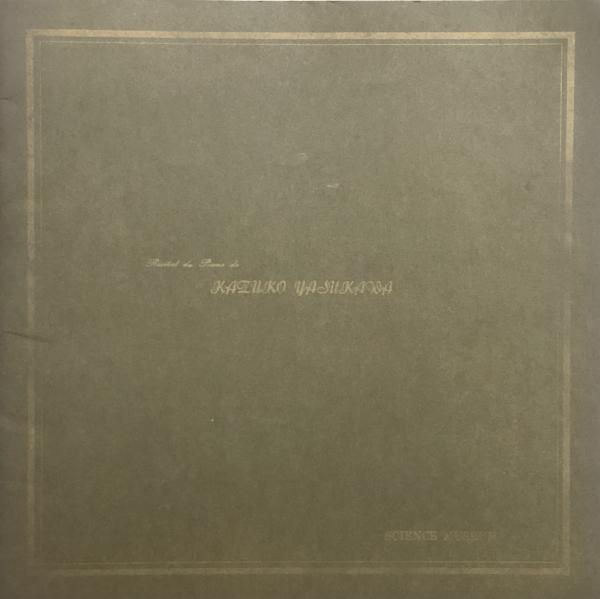 Récital de Piano de
KAZUKO YASUKAWA
SCIENCE MUSEUM